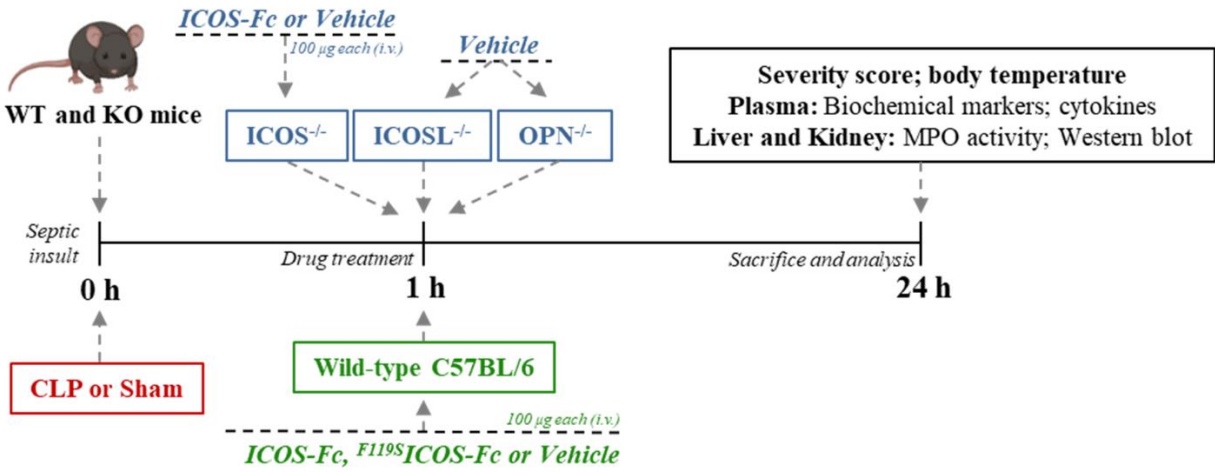 ICOS-Fc or Vehicle
100 µg each (i.v.)
Vehicle
WT and KO mice
ICOS-/-
ICOSL-/-
OPN-/-
Severity score; body temperature
Plasma: Biochemical markers; cytokines
Liver and Kidney: MPO activity; Western blot
Septic
insult
Drug treatment
Sacrifice and analysis
0 h
1 h
24 h
CLP or Sham
Wild-type C57BL/6
100 µg each (i.v.)
ICOS-Fc, F119SICOS-Fc or Vehicle